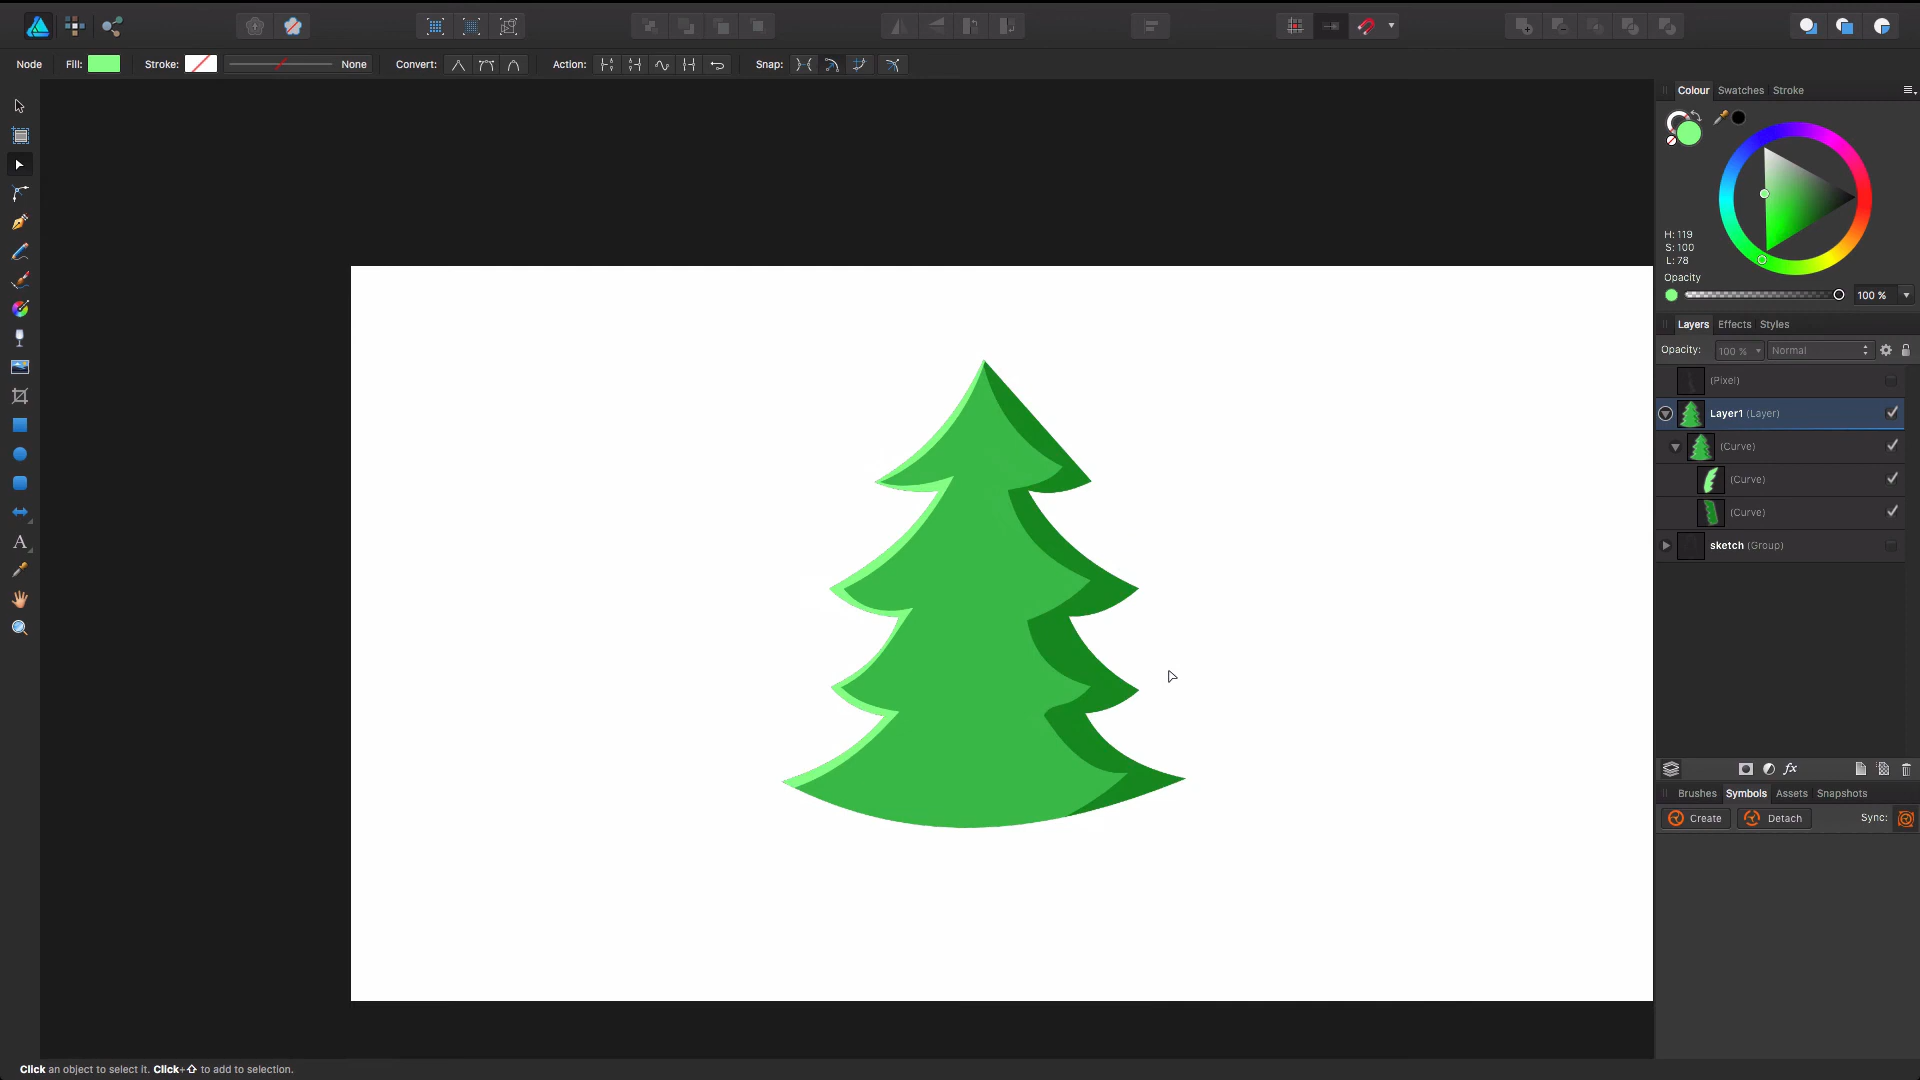 Node Fill: Stroke: None Convert: Action: Snap:
Colour Swatches Stroke
H: 119
S: 100
L: 78
Opacity
100 %
Layers Effects Styles
Opacity: 100 % Normal
(Pixel)
Layer1 (Layer)
(Curve)
(Curve)
(Curve)
sketch (Group)
fx
Brushes Symbols Assets Snapshots
Create Detach Sync:
A
Click an object to select it. Click+⇧ to add to selection.